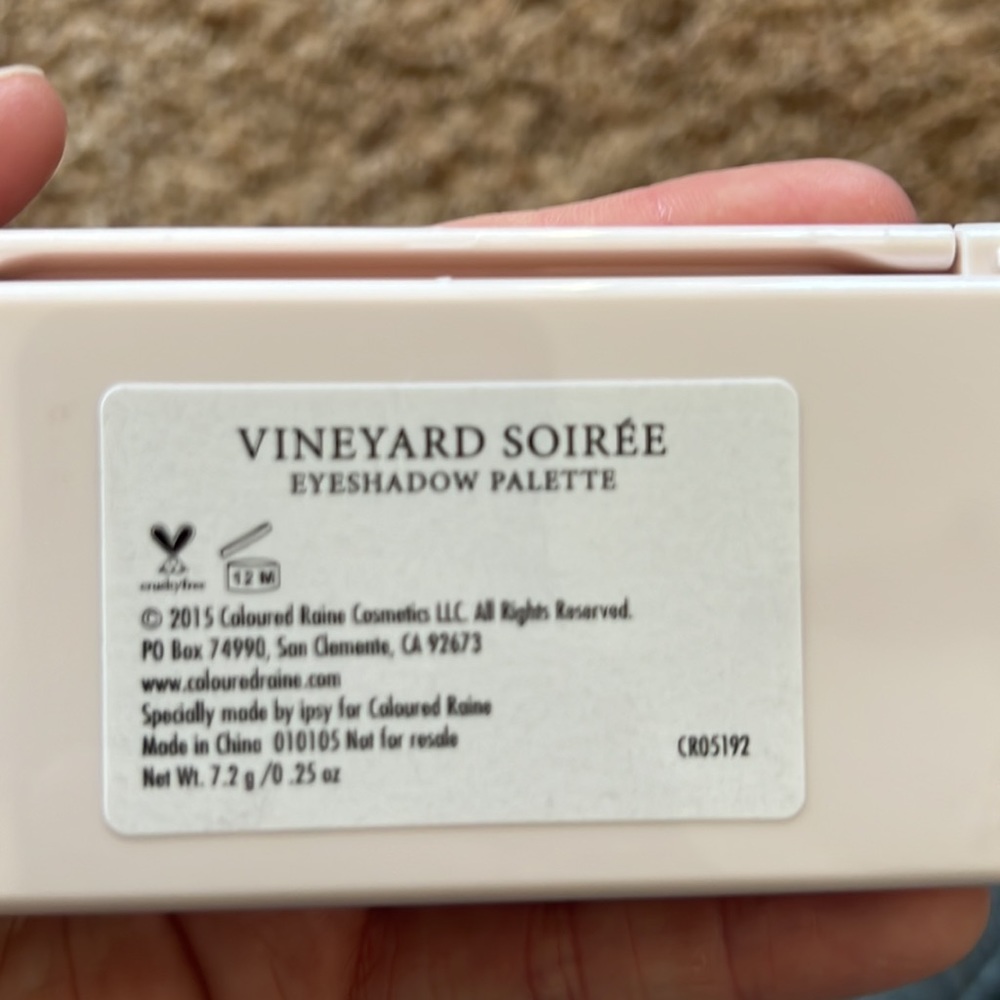 VINEYARD SOIRÉE
EYESHADOW PALETTE
crueltyfree
12 M
© 2015 Coloured Raine Cosmetics LLC. All Rights Reserved.
PO Box 74990, San Clemente, CA 92673
www.colouredraine.com
Specially made by ipsy for Coloured Raine
Made in China 010105 Not for resale
CR05192
Net Wt. 7.2 g /0 .25 oz